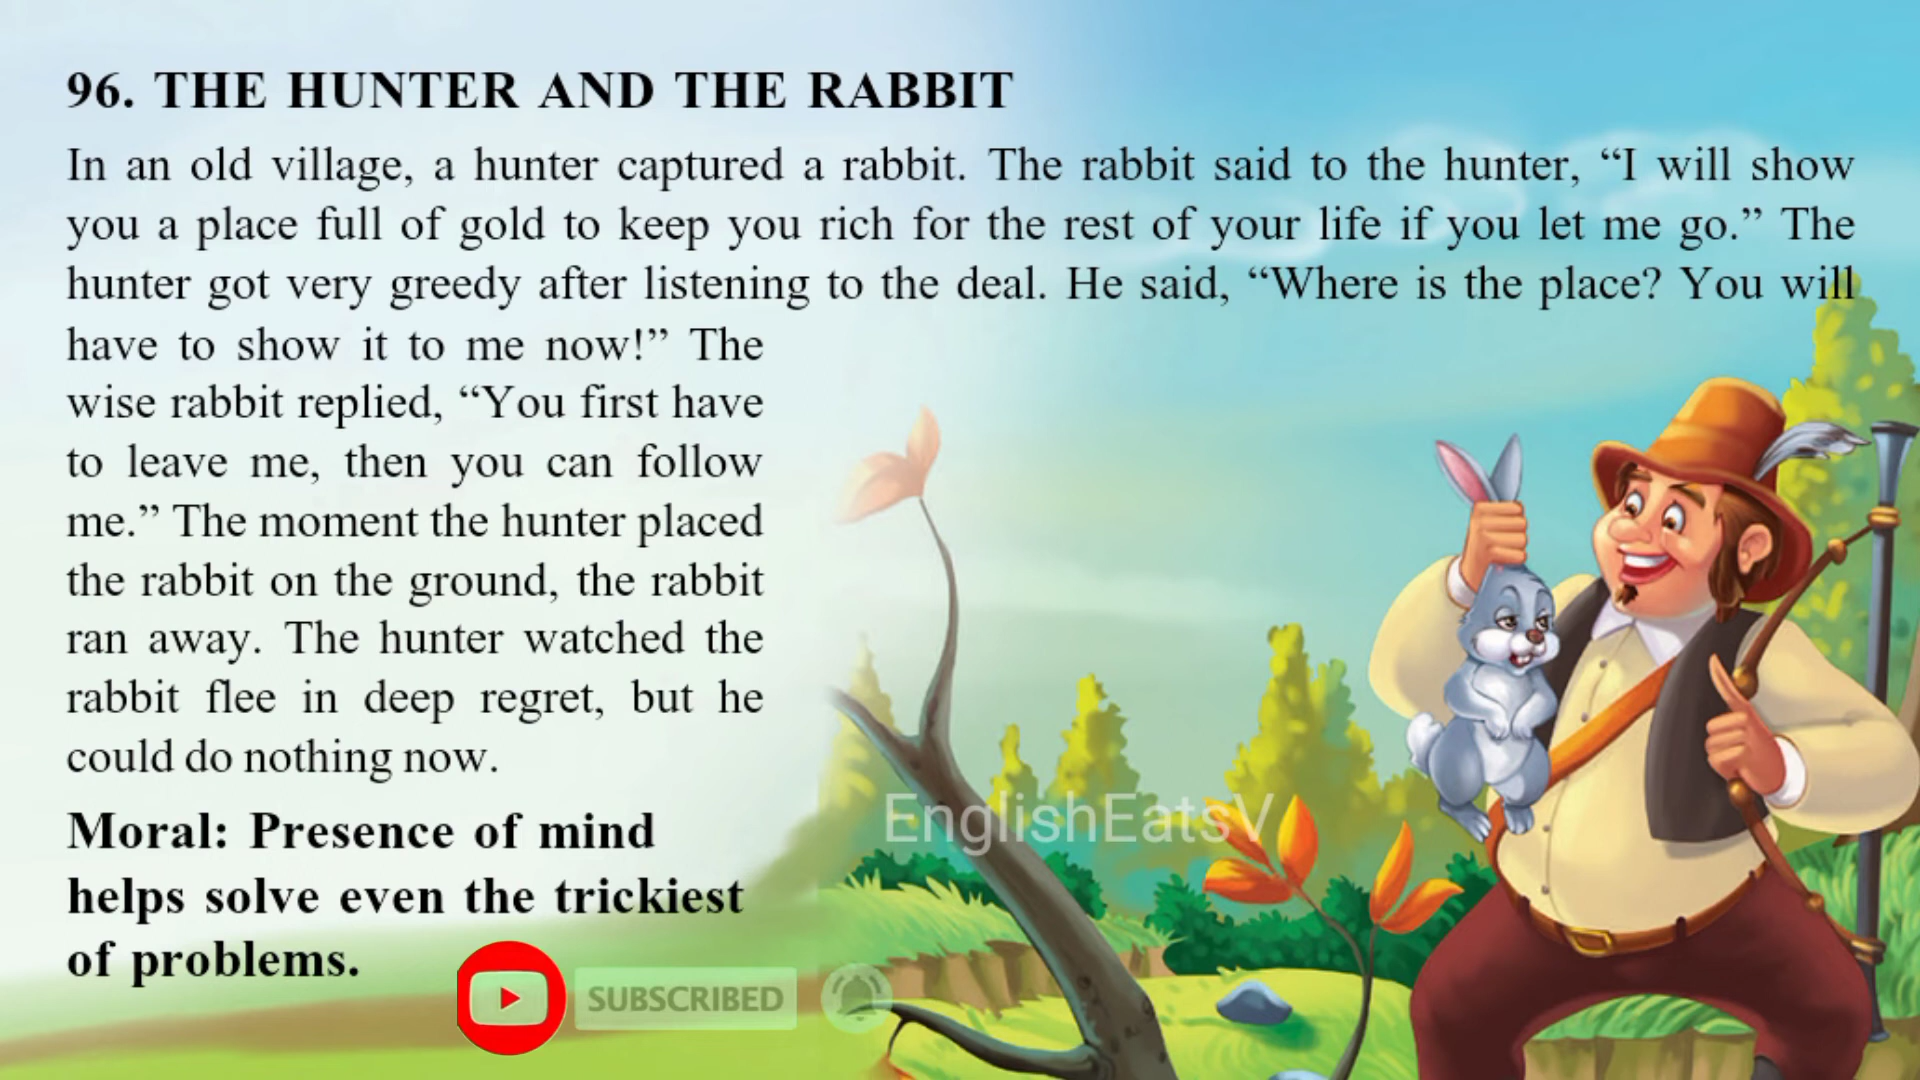 96. THE HUNTER AND THE RABBIT
In an old village, a hunter captured a rabbit. The rabbit said to the hunter, “I will show
you a place full of gold to keep you rich for the rest of your life if you let me go.” The
hunter got very greedy after listening to the deal. He said, “Where is the place? You will
have to show it to me now!” The
wise rabbit replied, “You first have
to leave me, then you can follow
me.” The moment the hunter placed
the rabbit on the ground, the rabbit
ran away. The hunter watched the
rabbit flee in deep regret, but he
could do nothing now.
Moral: Presence of mind
helps solve even the trickiest
of problems.
EnglishEatsV
SUBSCRIBED